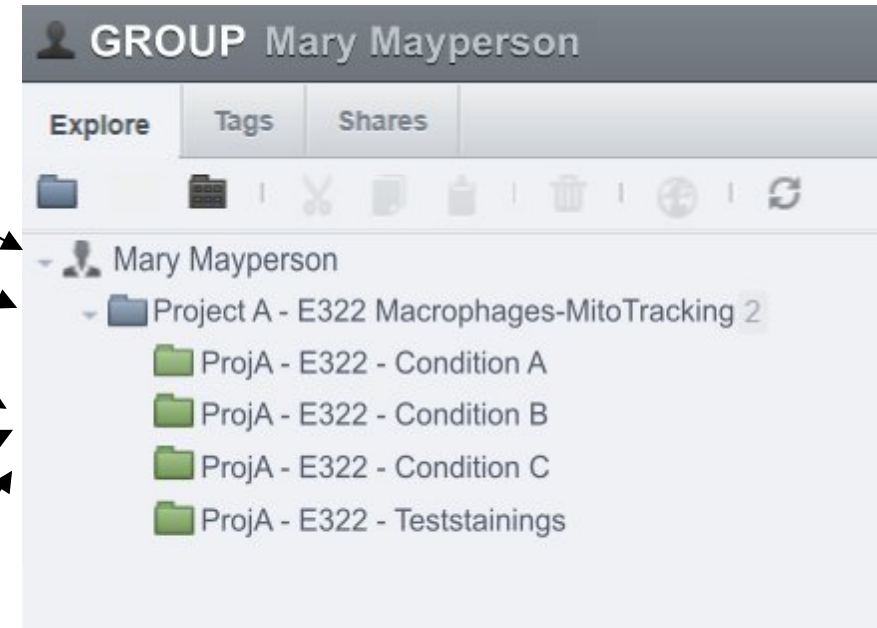 GROUP Mary Mayperson
Explore Tags Shares
Mary Mayperson
Project A - E322 Macrophages-MitoTracking 2
ProjA - E322 - Condition A
ProjA - E322 - Condition B
ProjA - E322 - Condition C
ProjA - E322 - Teststainings